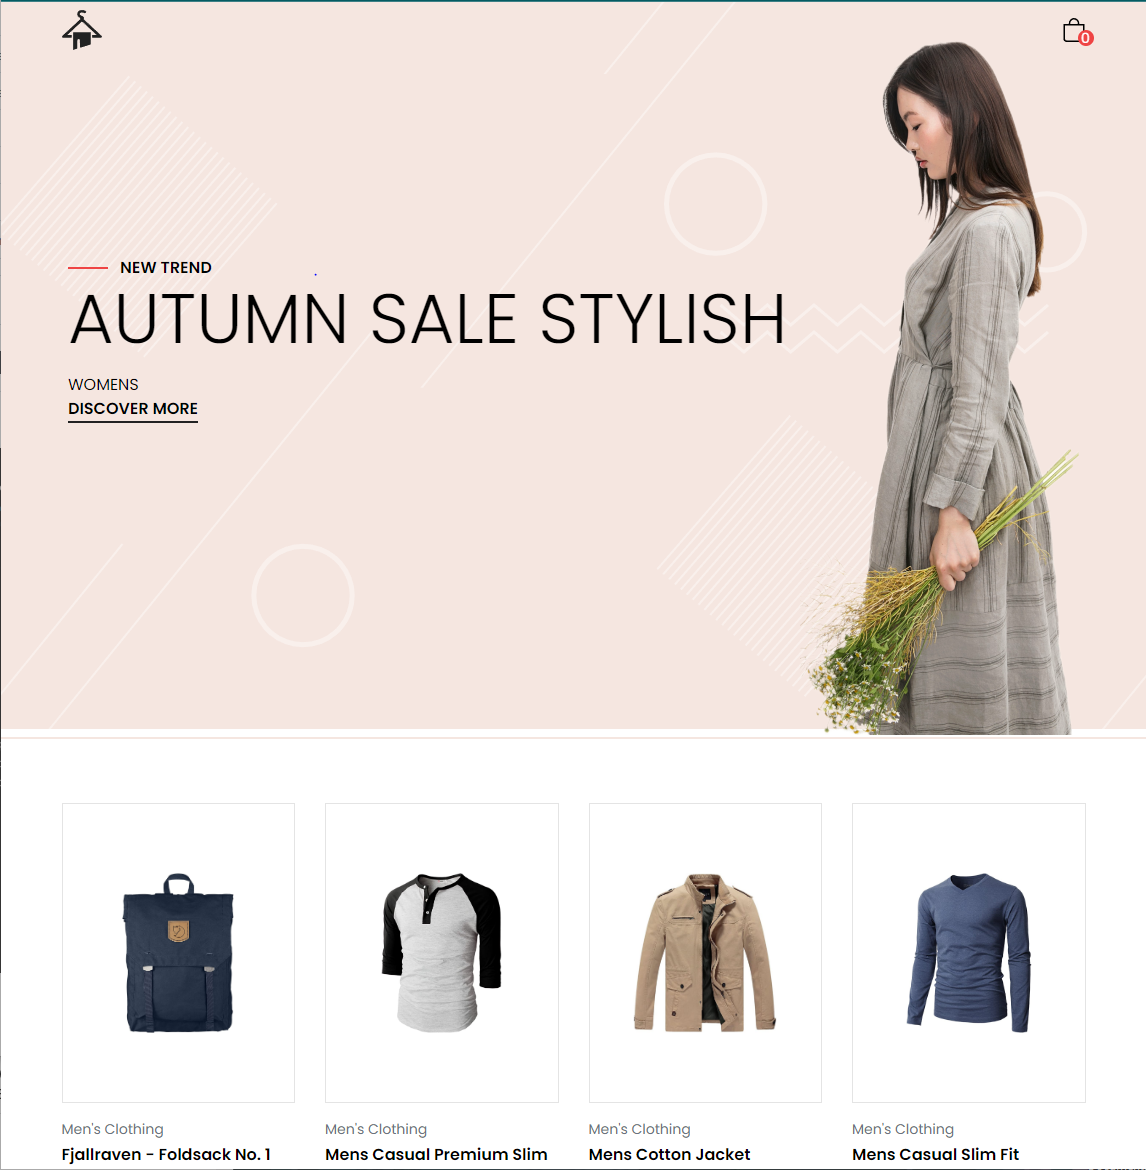 0
NEW TREND
AUTUMN SALE STYLISH
WOMENS
DISCOVER MORE
Men's Clothing
Fjallraven - Foldsack No. 1
Men's Clothing
Mens Casual Premium Slim
Men's Clothing
Mens Cotton Jacket
Men's Clothing
Mens Casual Slim Fit